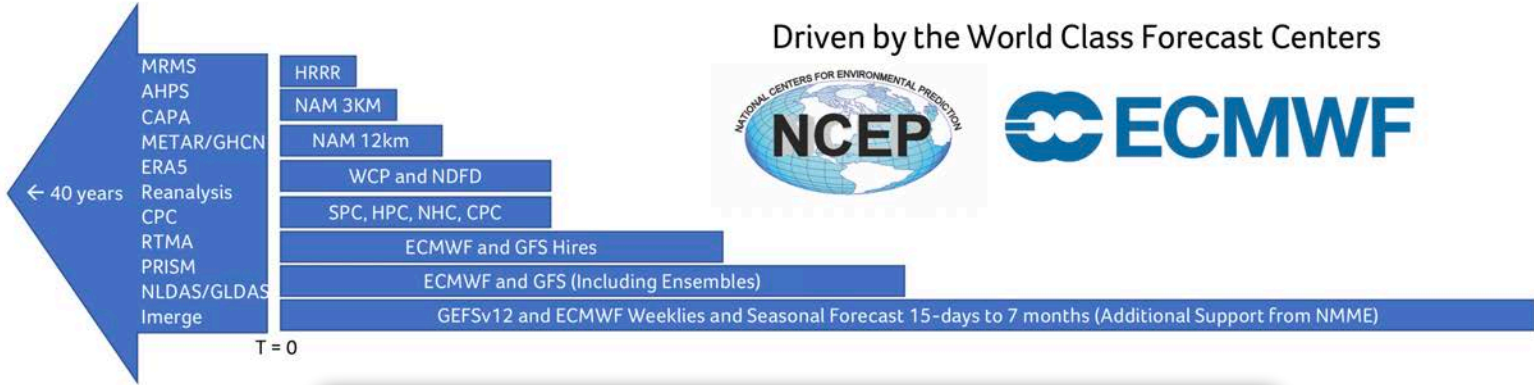 Driven by the World Class Forecast Centers
NATIONAL CENTERS FOR ENVIRONMENTAL PREDICTION
NCEP
ECMWF
← 40 years
MRMS
AHPS
CAPA
METAR/GHCN
ERA5
Reanalysis
CPC
RTMA
PRISM
NLDAS/GLDAS
Imerge
HRRR
NAM 3KM
NAM 12km
WCP and NDFD
SPC, HPC, NHC, CPC
ECMWF and GFS Hires
ECMWF and GFS (Including Ensembles)
GEFSv12 and ECMWF Weeklies and Seasonal Forecast 15-days to 7 months (Additional Support from NMME)
T = 0